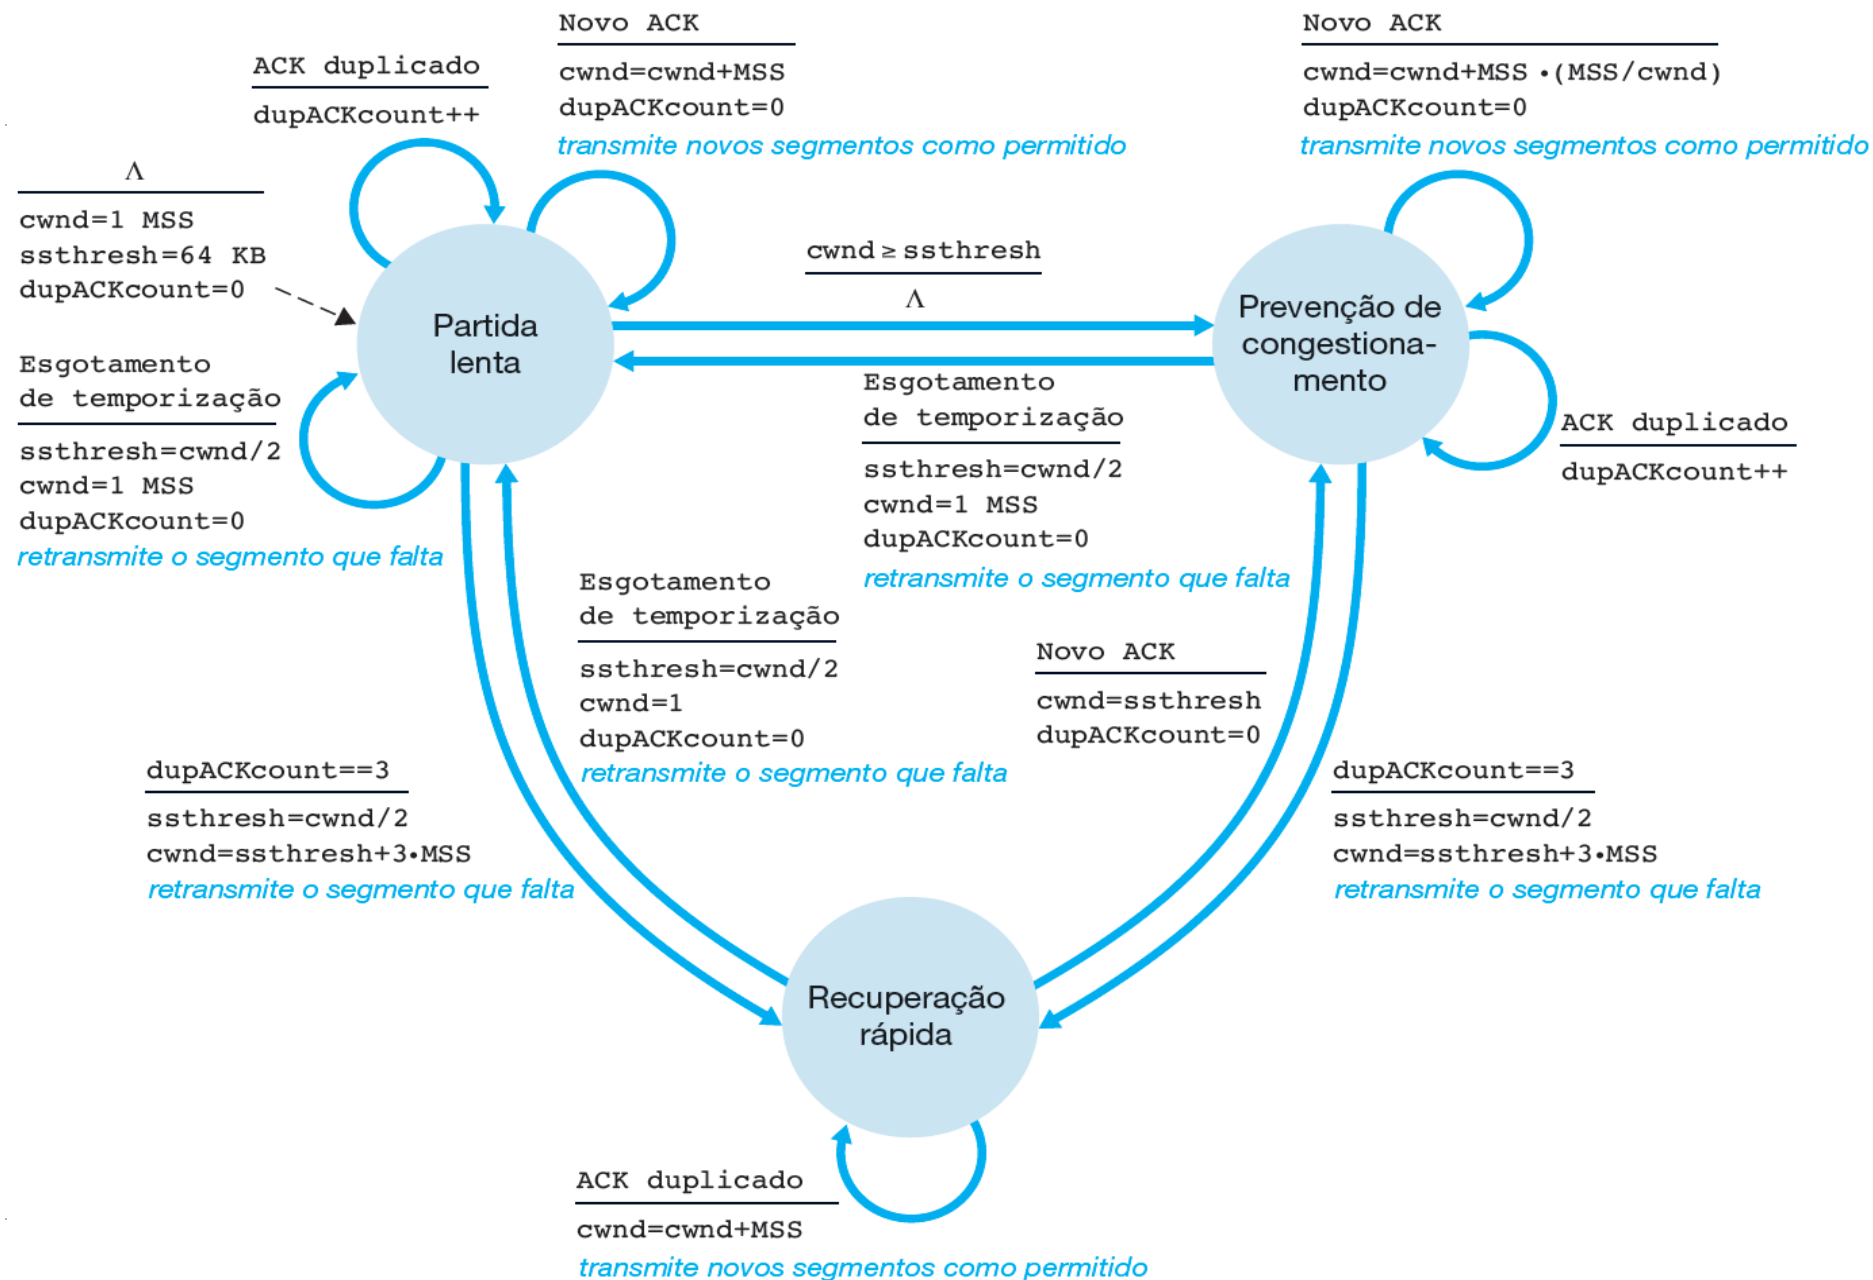 Novo ACK
cwnd=cwnd+MSS
dupACKcount=0
transmite novos segmentos como permitido
Novo ACK
cwnd=cwnd+MSS •(MSS/cwnd)
dupACKcount=0
transmite novos segmentos como permitido
ACK duplicado
dupACKcount++
Λ
cwnd=1 MSS
ssthresh=64 KB
dupACKcount=0
cwnd≥ssthresh
Λ
Partida
lenta
Prevenção de
congestiona-
mento
Esgotamento
de temporização
ssthresh=cwnd/2
cwnd=1 MSS
dupACKcount=0
retransmite o segmento que falta
Esgotamento
de temporização
ssthresh=cwnd/2
cwnd=1 MSS
dupACKcount=0
retransmite o segmento que falta
ACK duplicado
dupACKcount++
Esgotamento
de temporização
ssthresh=cwnd/2
cwnd=1
dupACKcount=0
retransmite o segmento que falta
Novo ACK
cwnd=ssthresh
dupACKcount=0
dupACKcount==3
ssthresh=cwnd/2
cwnd=ssthresh+3•MSS
retransmite o segmento que falta
dupACKcount==3
ssthresh=cwnd/2
cwnd=ssthresh+3•MSS
retransmite o segmento que falta
Recuperação
rápida
ACK duplicado
cwnd=cwnd+MSS
transmite novos segmentos como permitido